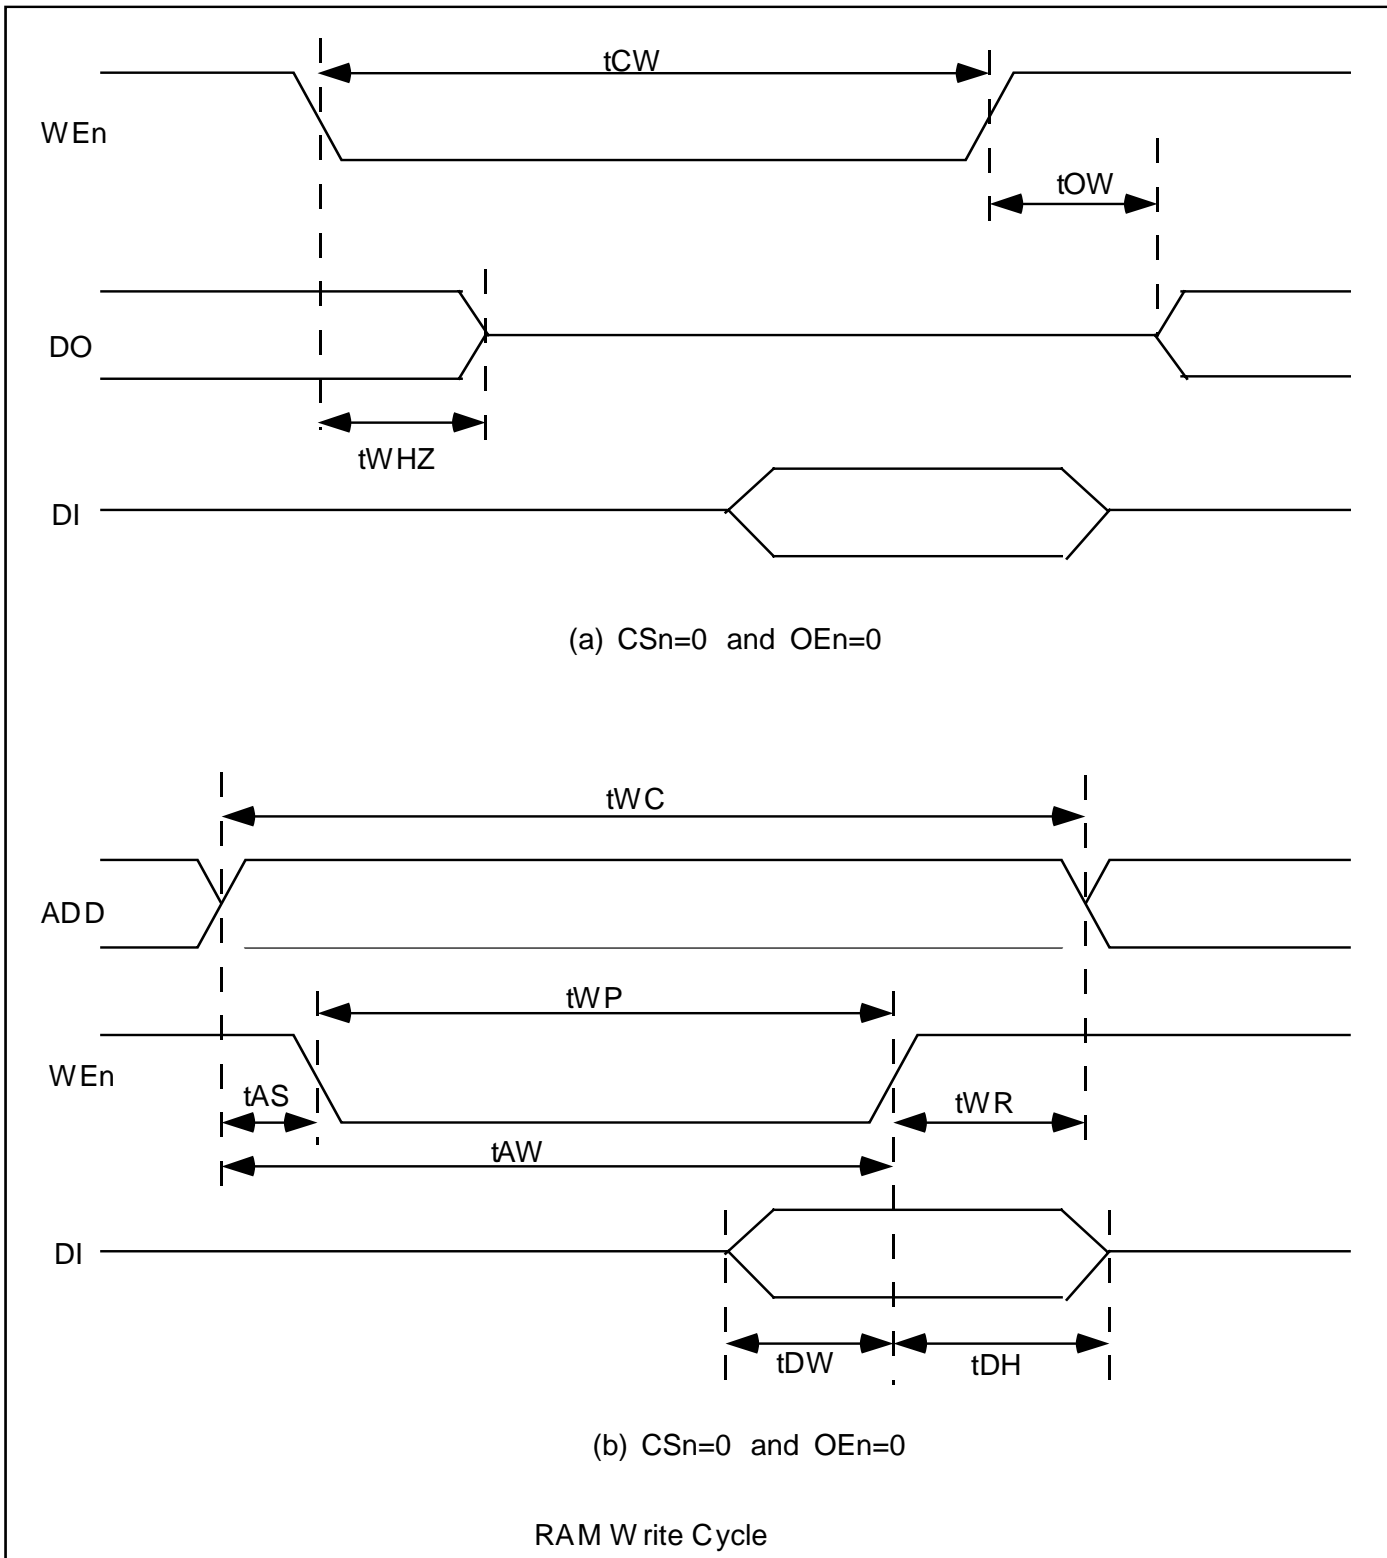 tCW
WEn
tOW
DO
tWHZ
DI
(a) CSn=0 and OEn=0
tWC
ADD
tWP
WEn
tAS
tWR
tAW
DI
tDW
tDH
(b) CSn=0 and OEn=0
RAM Write Cycle